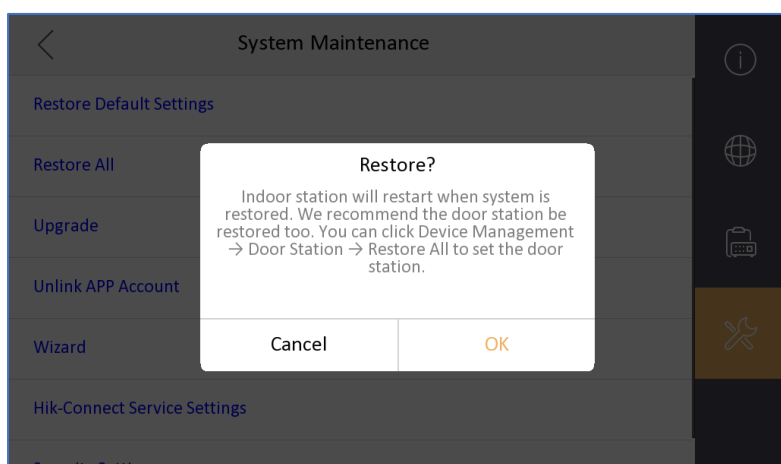 System Maintenance
Restore Default Settings
Restore All
Upgrade
Unlink APP Account
Wizard
Hik-Connect Service Settings
Restore?
Indoor station will restart when system is
restored. We recommend the door station be
restored too. You can click Device Management
→ Door Station → Restore All to set the door
station.
Cancel
OK